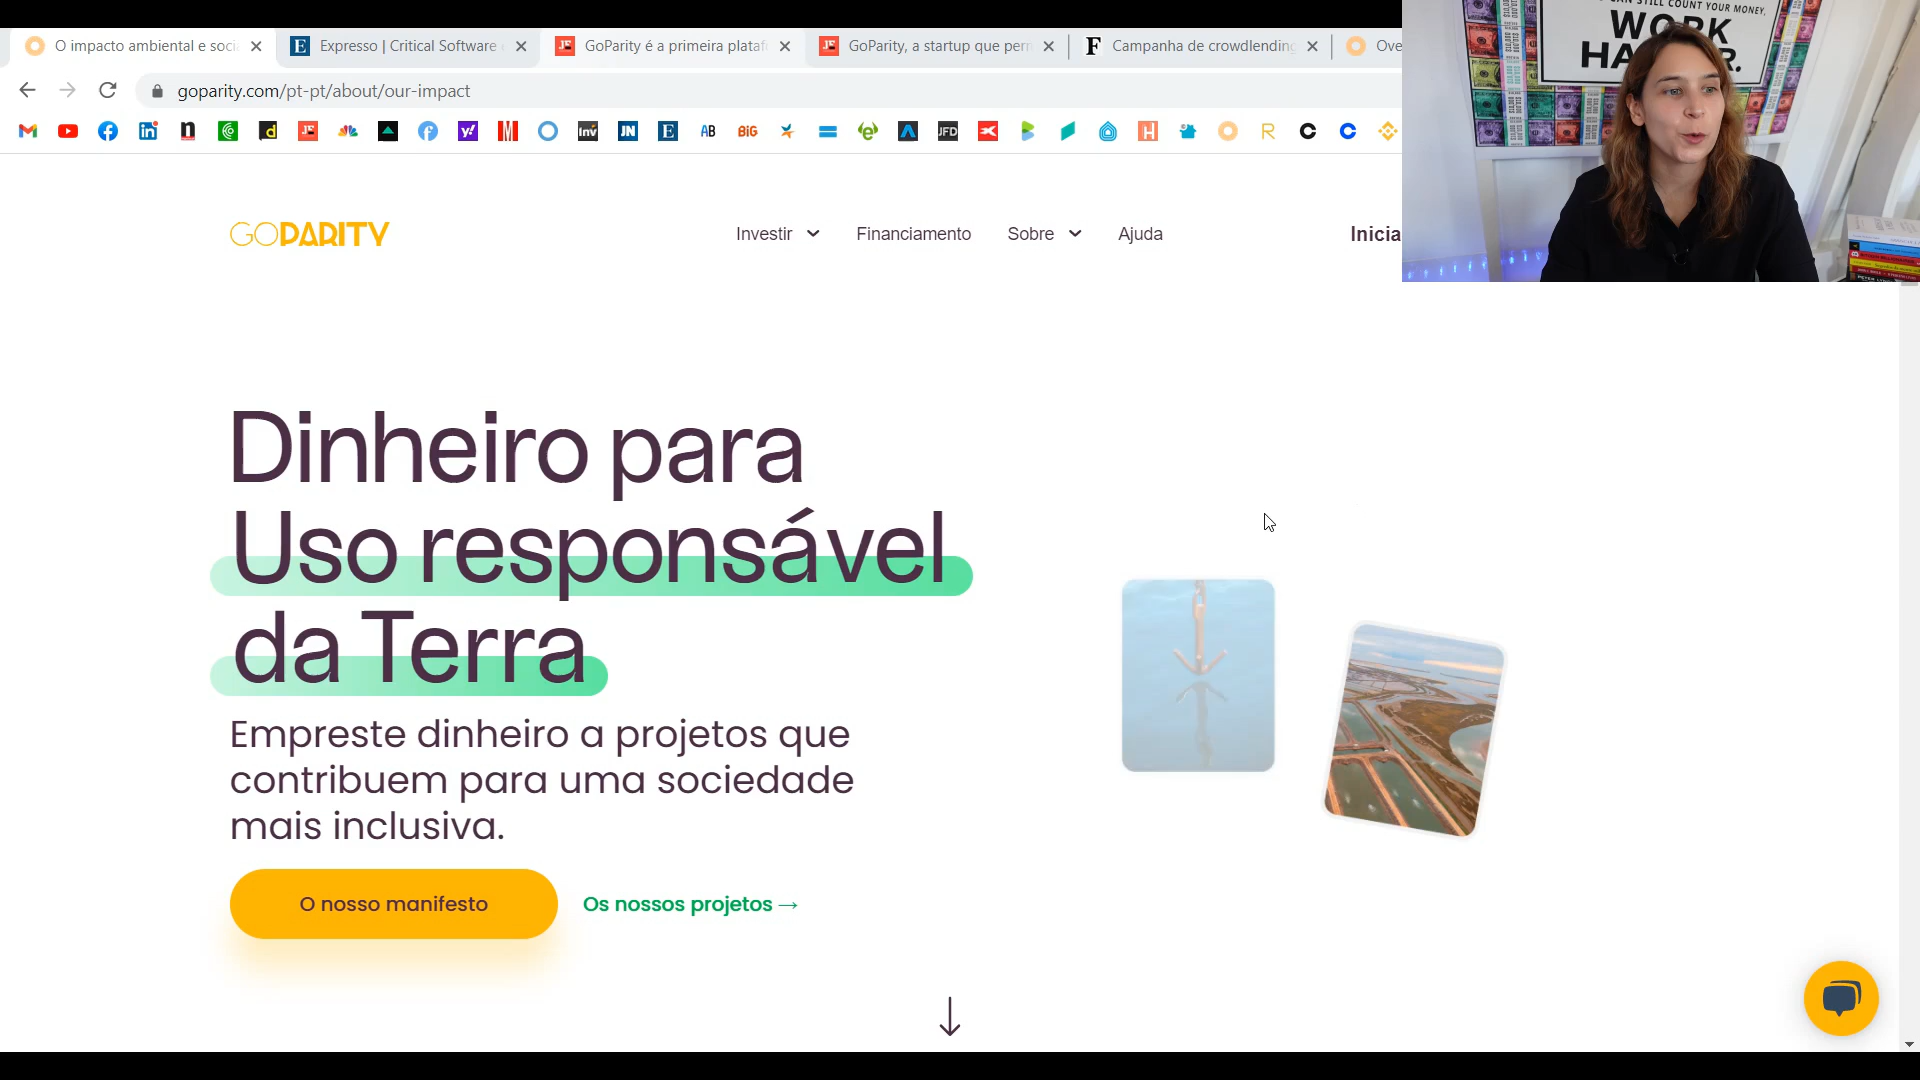 O impacto ambiental e soci
Expresso | Critical Software
GoParity é a primeira plataf
GoParity, a startup que perm
Campanha de crowdlending
Ove
goparity.com/pt-pt/about/our-impact
GOPARITY
Investir
Financiamento
Sobre
Ajuda
Inicia
CAN STILL COUNT YOUR MONEY,
WORK
Dinheiro para
Uso responsável
da Terra
Empreste dinheiro a projetos que
contribuem para uma sociedade
mais inclusiva.
O nosso manifesto
Os nossos projetos →